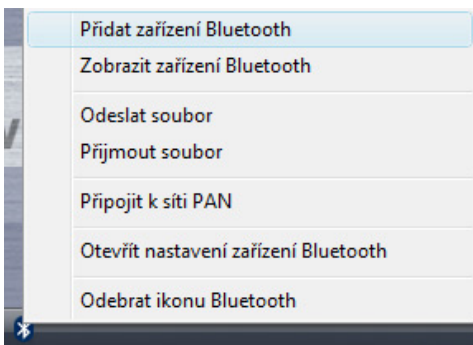 Přidat zařízení Bluetooth
Zobrazit zařízení Bluetooth
Odeslat soubor
Přijmout soubor
Připojit k síti PAN
Otevřít nastavení zařízení Bluetooth
Odebrat ikonu Bluetooth